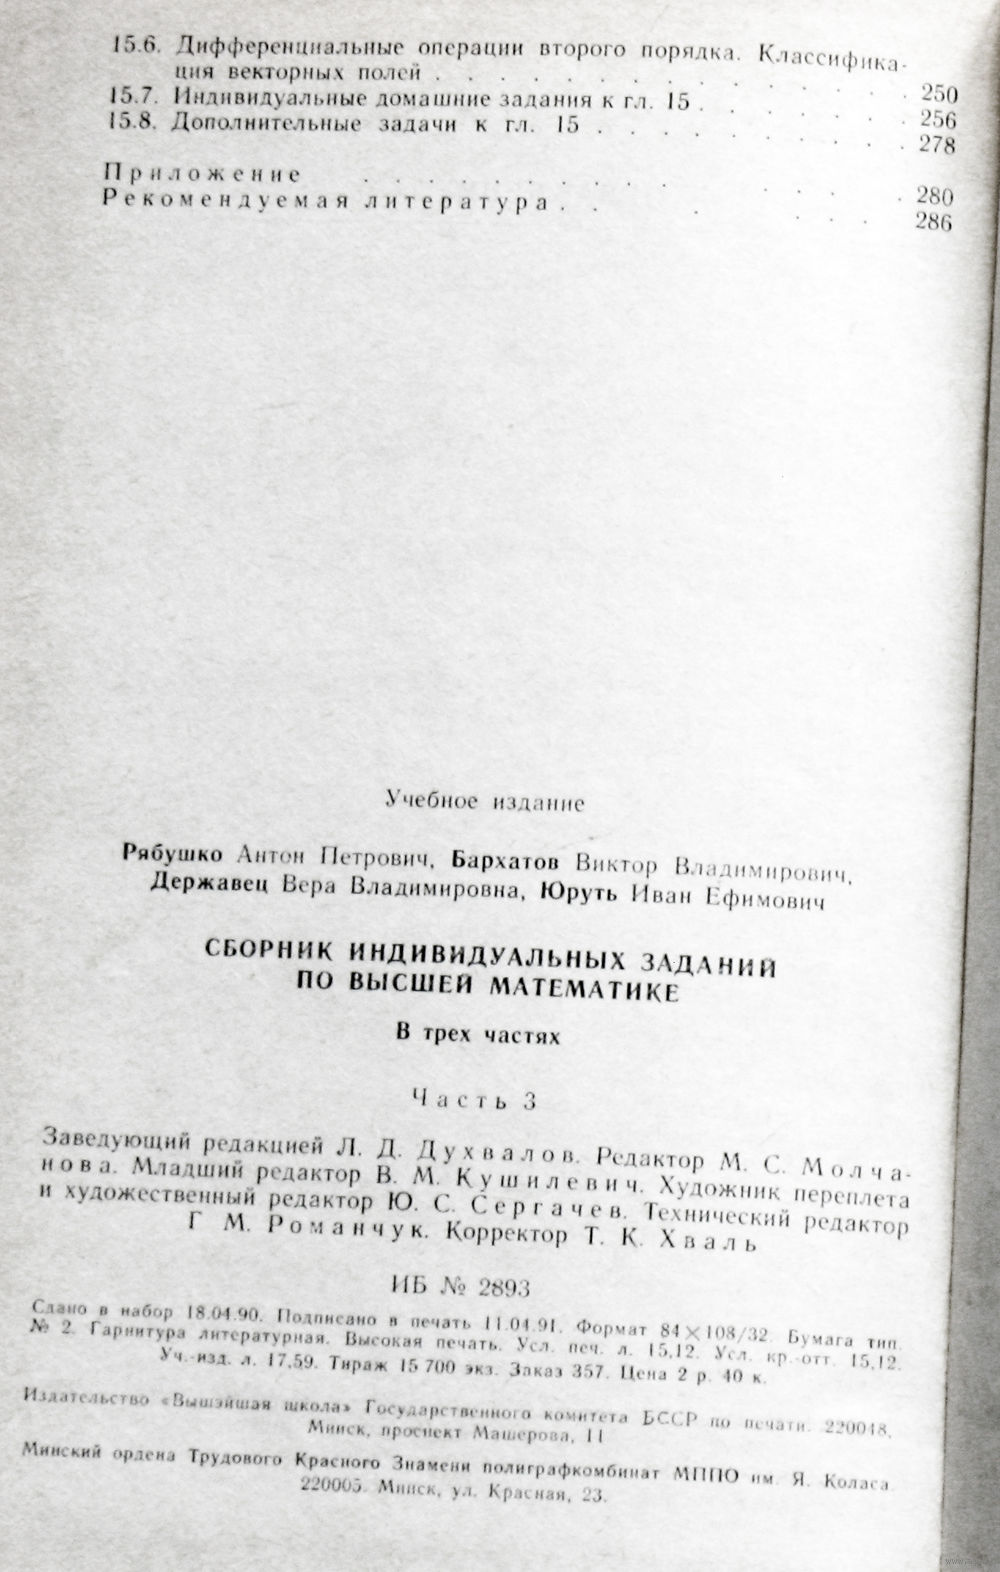 15.6. Дифференциальные операции второго порядка. Классифика-
ция векторных полей . . . . . . . . . . . . . . . 250
15.7. Индивидуальные домашние задания к гл. 15 . . . . . . . 256
15.8. Дополнительные задачи к гл. 15 . . . . . . . . . . 278
Приложение . . . . . . . . . . . . . . 280
Рекомендуемая литература . . . . . . 286
Учебное издание
Рябушко Антон Петрович, Бархатов Виктор Владимирович,
Державец Вера Владимировна, Юруть Иван Ефимович
СБОРНИК ИНДИВИДУАЛЬНЫХ ЗАДАНИЙ
ПО ВЫСШЕЙ МАТЕМАТИКЕ
В трех частях
Часть 3
Заведующий редакцией Л. Д. Духвалов. Редактор М. С. Молча-
нова. Младший редактор В. М. Кушилевич. Художник переплета
и художественный редактор Ю. С. Сергачев. Технический редактор
Г М. Романчук. Корректор Т. К. Хваль
ИБ № 2893
Сдано в набор 18.04.90. Подписано в печать 11.04.91. Формат 84×108/32. Бумага тип.
№ 2. Гарнитура литературная. Высокая печать. Усл. печ. л. 15,12. Усл. кр.-отт. 15,12.
Уч.-изд. л. 17,59. Тираж 15 700 экз. Заказ 357. Цена 2 р. 40 к.
Издательство «Вышэйшая школа» Государственного комитета БССР по печати. 220048,
Минск, проспект Машерова, 11
Минский ордена Трудового Красного Знамени полиграфкомбинат МППО им. Я. Коласа.
220005. Минск, ул. Красная, 23.